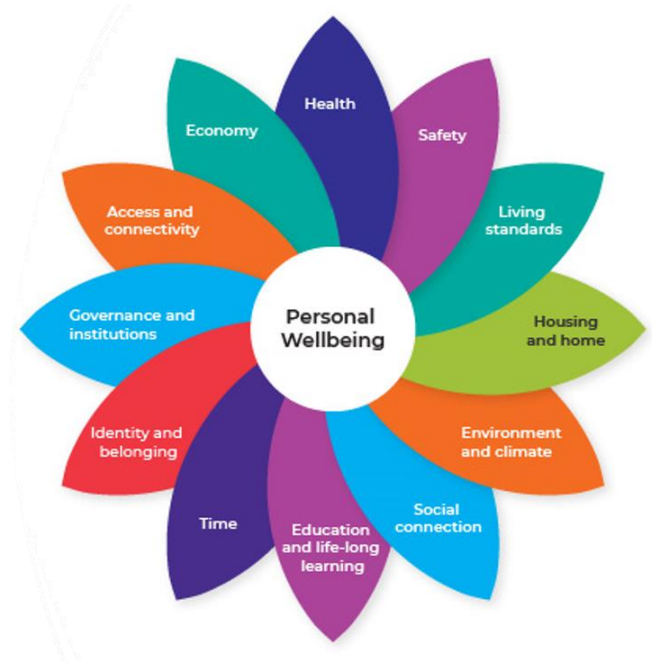 Health
Safety
Living
standards
Housing
and home
Environment
and climate
Social
connection
Education
and life-long
learning
Time
Identity and
belonging
Governance and
institutions
Access and
connectivity
Economy
Personal
Wellbeing